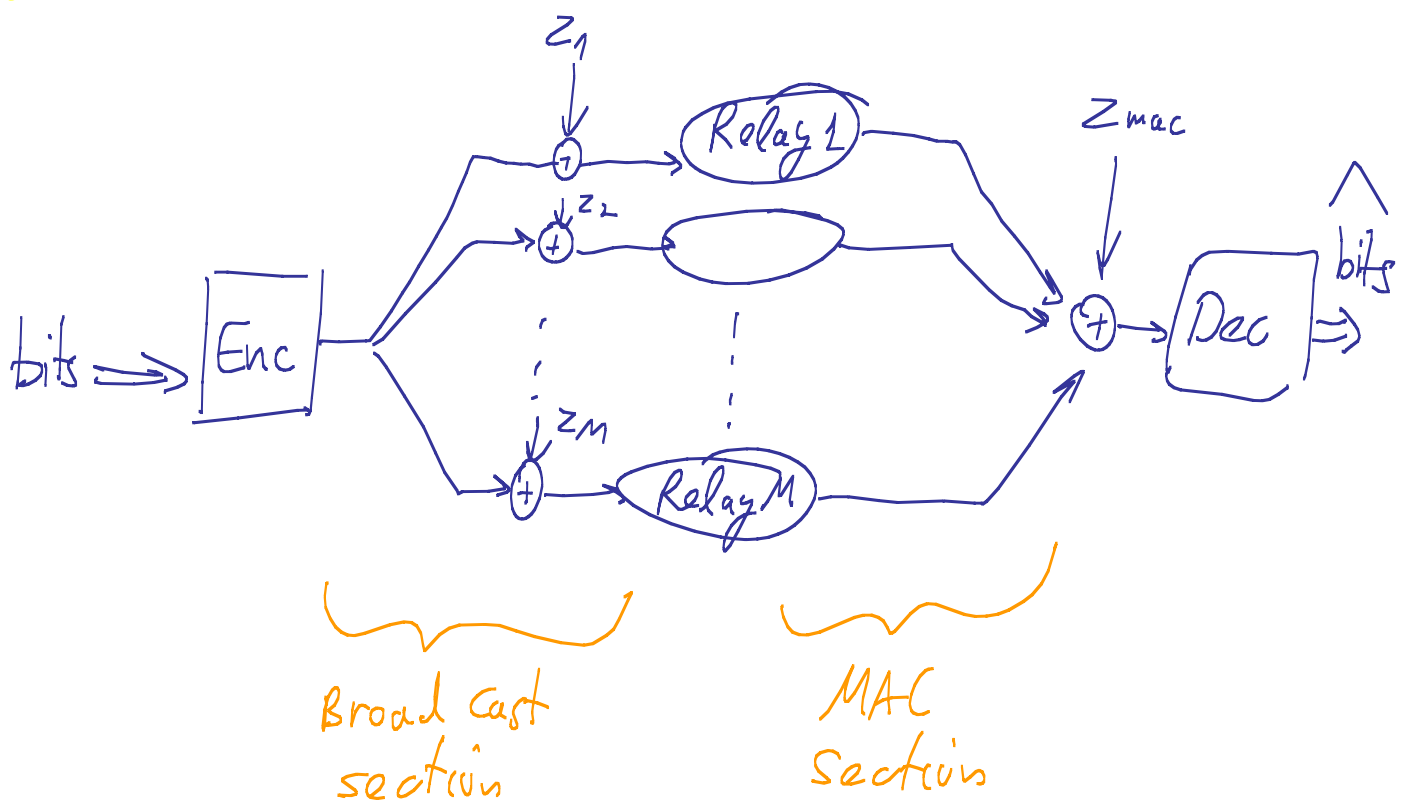 Z1
Relay 1
Zmac
Z2
bits
Enc
+
Dec
bits
ZM
Relay M
Broad Cast
section
MAC
Section